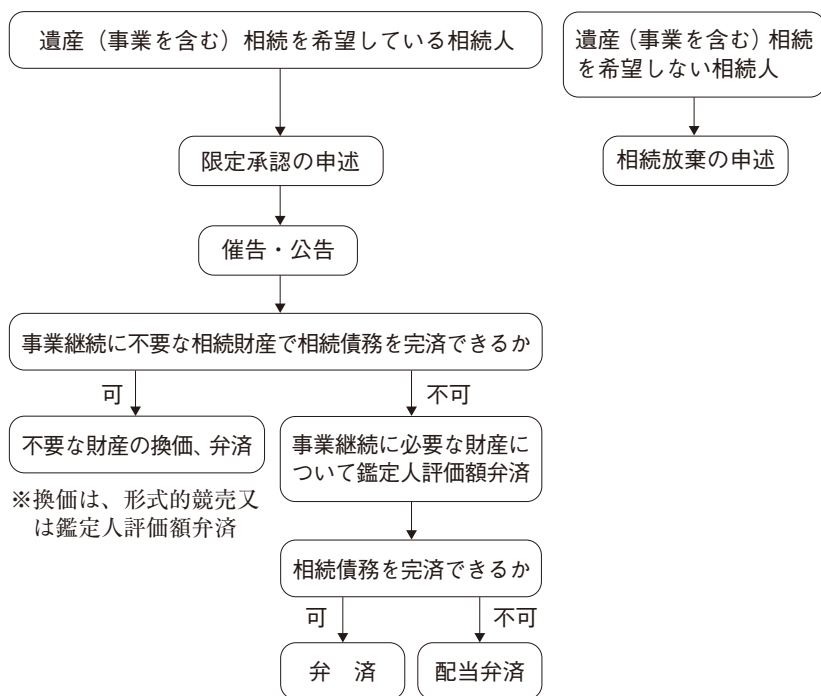 遺産（事業を含む）相続を希望している相続人
遺産（事業を含む）相続
を希望しない相続人
限定承認の申述
相続放棄の申述
催告・公告
事業継続に不要な相続財産で相続債務を完済できるか
可
不可
不要な財産の換価、弁済
※換価は、形式的競売又
は鑑定人評価額弁済
事業継続に必要な財産に
ついて鑑定人評価額弁済
相続債務を完済できるか
可
不可
弁　済
配当弁済